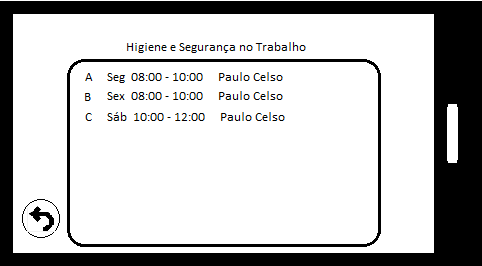 Higiene e Segurança no Trabalho
A Seg 08:00 - 10:00 Paulo Celso
B Sex 08:00 - 10:00 Paulo Celso
C Sáb 10:00 - 12:00 Paulo Celso